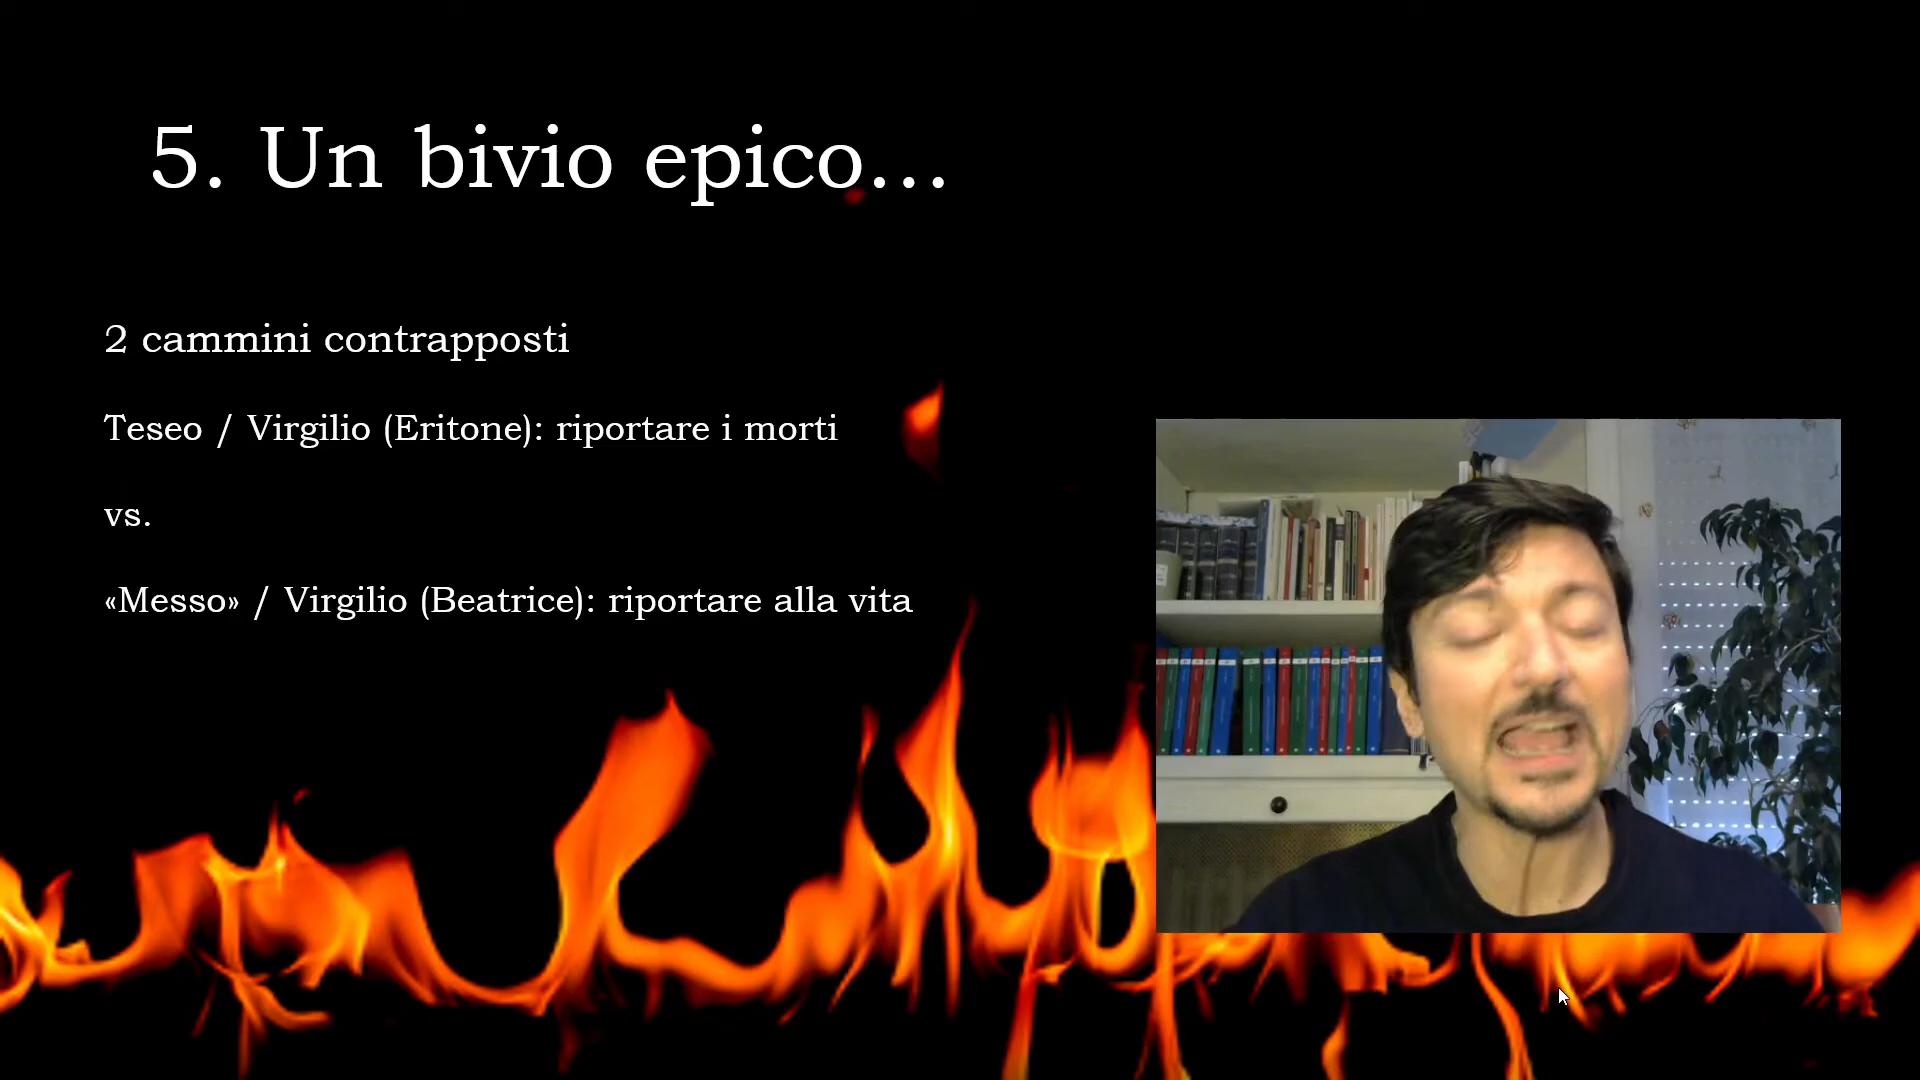 5. Un bivio epico...
2 cammini contrapposti
Teseo / Virgilio (Eritone): riportare i morti
vs.
«Messo» / Virgilio (Beatrice): riportare alla vita